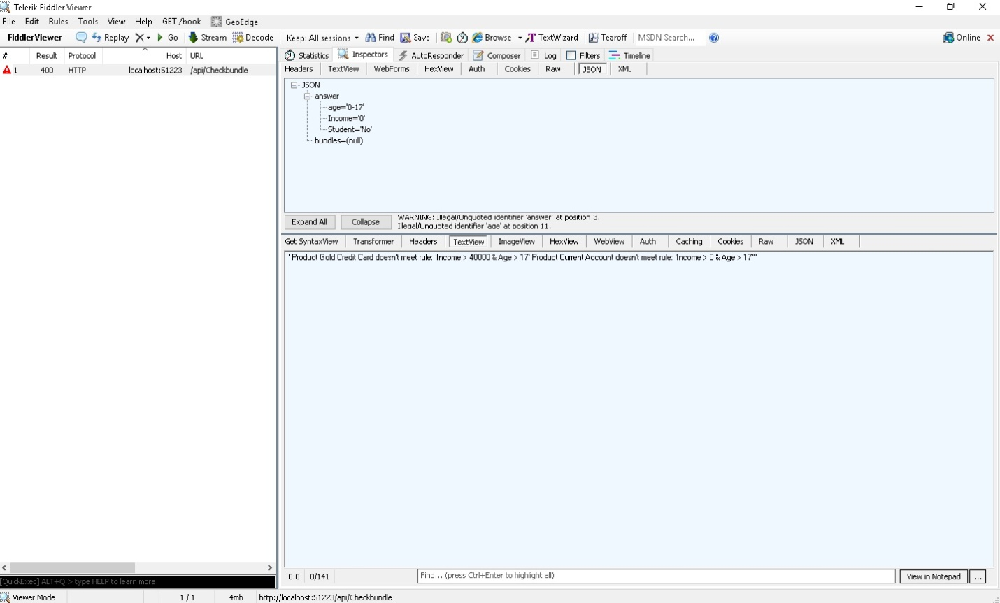 Telerik Fiddler Viewer
File Edit Rules Tools View Help GET /book GeoEdge
FiddlerViewer Replay Go Stream Decode Keep: All sessions Find Save Browse TextWizard Tearoff MSDN Search... Online
# Result Protocol Host URL
1 400 HTTP localhost:51223 /api/Checkbundle
Statistics Inspectors AutoResponder Composer Log Filters Timeline
Headers TextView WebForms HexView Auth Cookies Raw JSON XML
JSON
answer
age='0-17'
Income='0'
Student='No'
bundles=(null)
Expand All Collapse
WARNING: Illegal/Unquoted identifier 'answer' at position 3.
Illegal/Unquoted identifier 'age' at position 11.
Get SyntaxView Transformer Headers TextView ImageView HexView WebView Auth Caching Cookies Raw JSON XML
" Product Gold Credit Card doesn't meet rule: 'Income > 40000 & Age > 17' Product Current Account doesn't meet rule: 'Income > 0 & Age > 17'"
[QuickExec] ALT+Q > type HELP to learn more
0:0 0/141 Find... (press Ctrl+Enter to highlight all) View in Notepad ...
Viewer Mode 1 / 1 4mb http://localhost:51223/api/Checkbundle